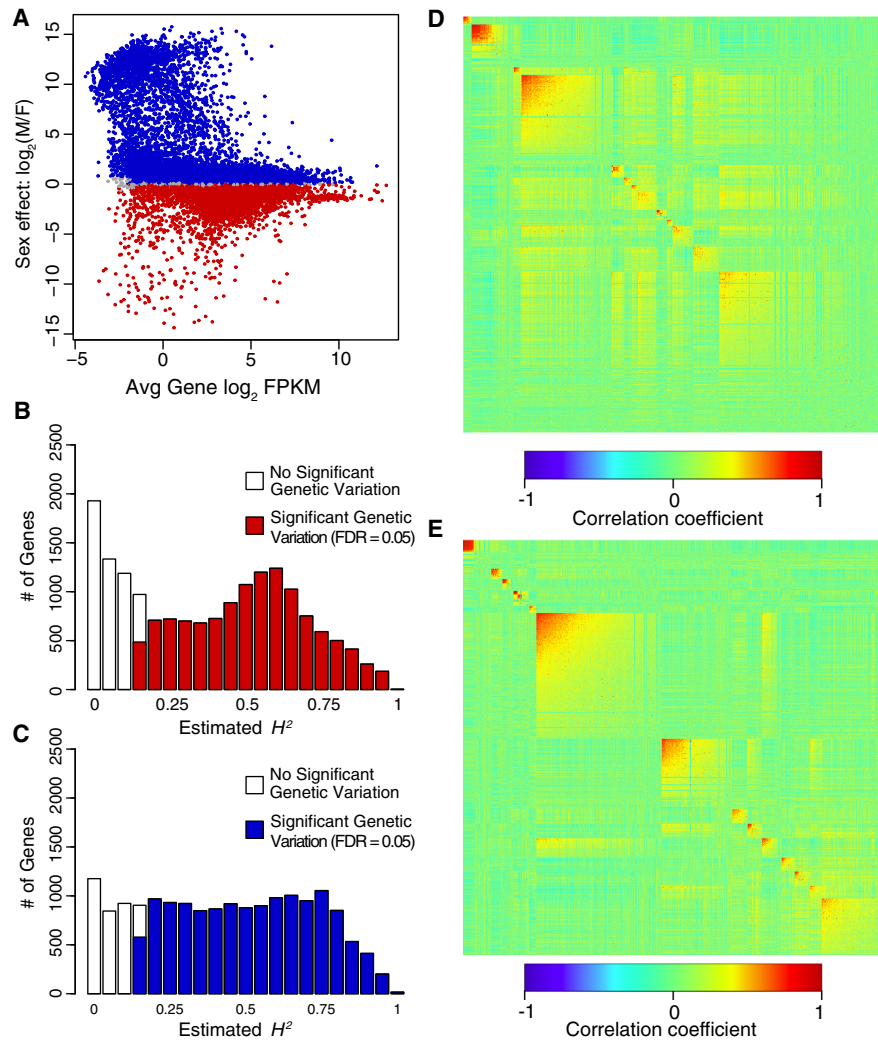 A
Sex effect: log2(M/F)
15
10
5
0
−5
−10
−15
−5
0
5
10
Avg Gene log2 FPKM
B
# of Genes
2500
2000
1500
1000
500
0
No Significant
Genetic Variation
Significant Genetic
Variation (FDR = 0.05)
0
0.25
0.5
0.75
1
Estimated H²
C
# of Genes
2500
2000
1500
1000
500
0
No Significant
Genetic Variation
Significant Genetic
Variation (FDR = 0.05)
0
0.25
0.5
0.75
1
Estimated H²
D
-1
0
1
Correlation coefficient
E
-1
0
1
Correlation coefficient